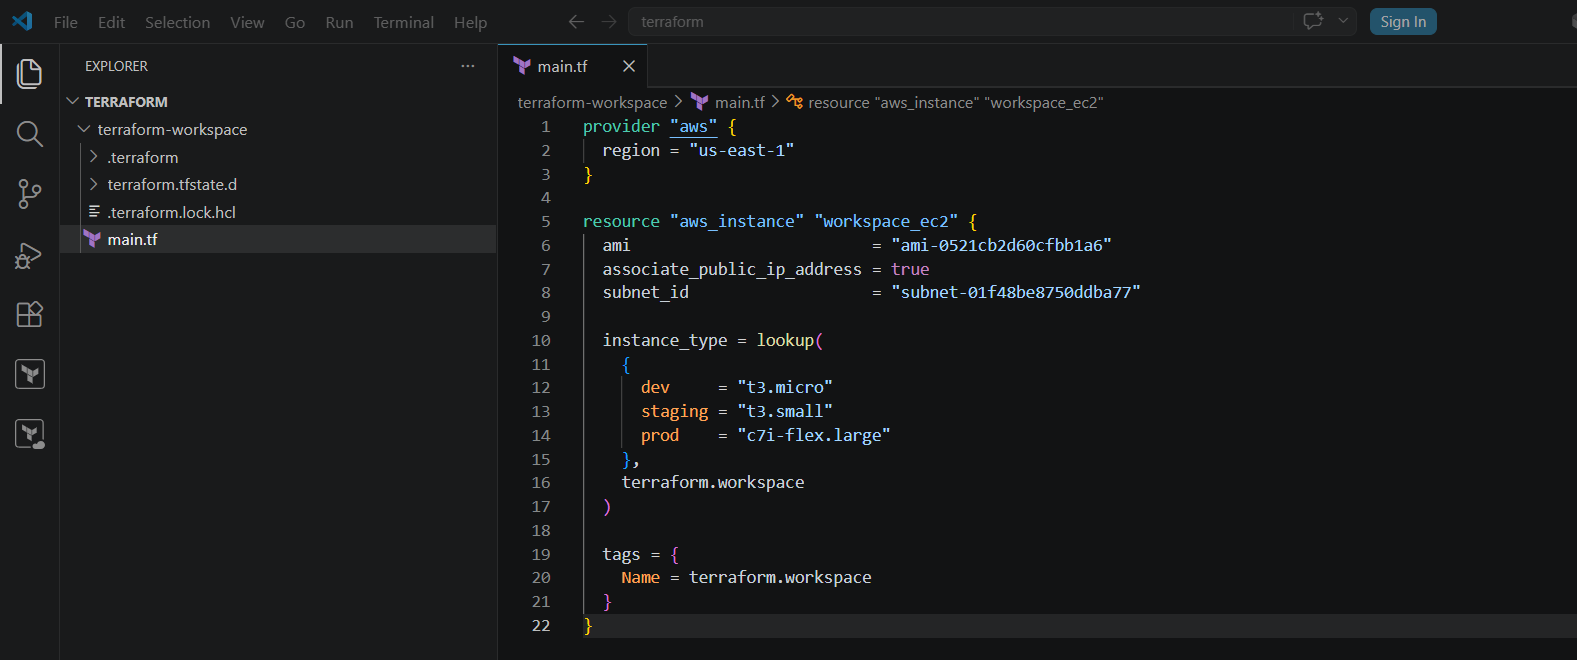 File Edit Selection View Go Run Terminal Help
terraform
Sign In
EXPLORER
TERRAFORM
terraform-workspace
.terraform
terraform.tfstate.d
.terraform.lock.hcl
main.tf
main.tf
terraform-workspace > main.tf > resource "aws_instance" "workspace_ec2"
1 provider "aws" {
2 region = "us-east-1"
3 }
4
5 resource "aws_instance" "workspace_ec2" {
6 ami = "ami-0521cb2d60cfbb1a6"
7 associate_public_ip_address = true
8 subnet_id = "subnet-01f48be8750ddba77"
9
10 instance_type = lookup(
11 {
12 dev = "t3.micro"
13 staging = "t3.small"
14 prod = "c7i-flex.large"
15 },
16 terraform.workspace
17 )
18
19 tags = {
20 Name = terraform.workspace
21 }
22 }